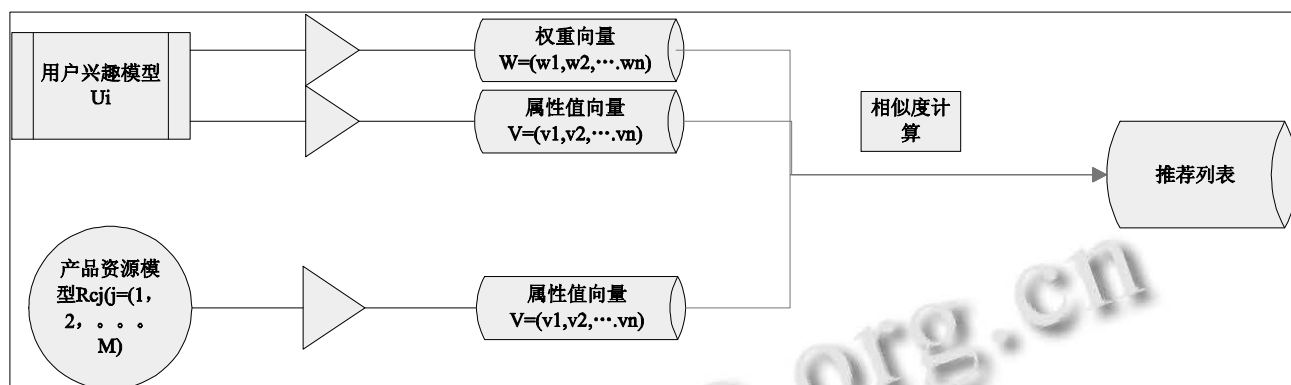 权重向量
W=(w1,w2,….wn)
用户兴趣模型
Ui
属性值向量
V=(v1,v2,….vn)
相似度计
算
推荐列表
产品资源模
型Rcj(j=(1,
2, 。。。
M)
属性值向量
V=(v1,v2,….vn)
org.cn